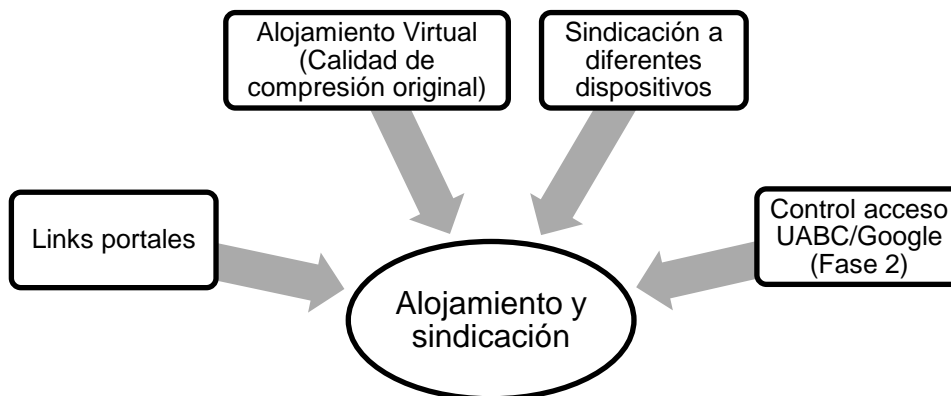 Alojamiento Virtual
(Calidad de
compresión original)
Sindicación a
diferentes
dispositivos
Links portales
Control acceso
UABC/Google
(Fase 2)
Alojamiento y
sindicación